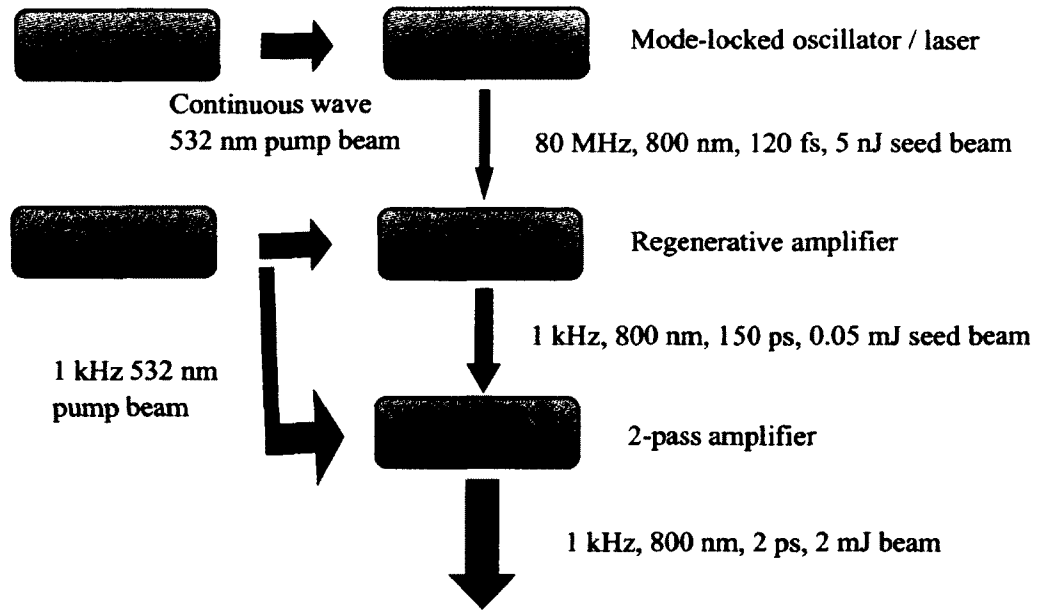 Mode-locked oscillator / laser
Continuous wave
532 nm pump beam
80 MHz, 800 nm, 120 fs, 5 nJ seed beam
Regenerative amplifier
1 kHz, 800 nm, 150 ps, 0.05 mJ seed beam
1 kHz 532 nm
pump beam
2-pass amplifier
1 kHz, 800 nm, 2 ps, 2 mJ beam